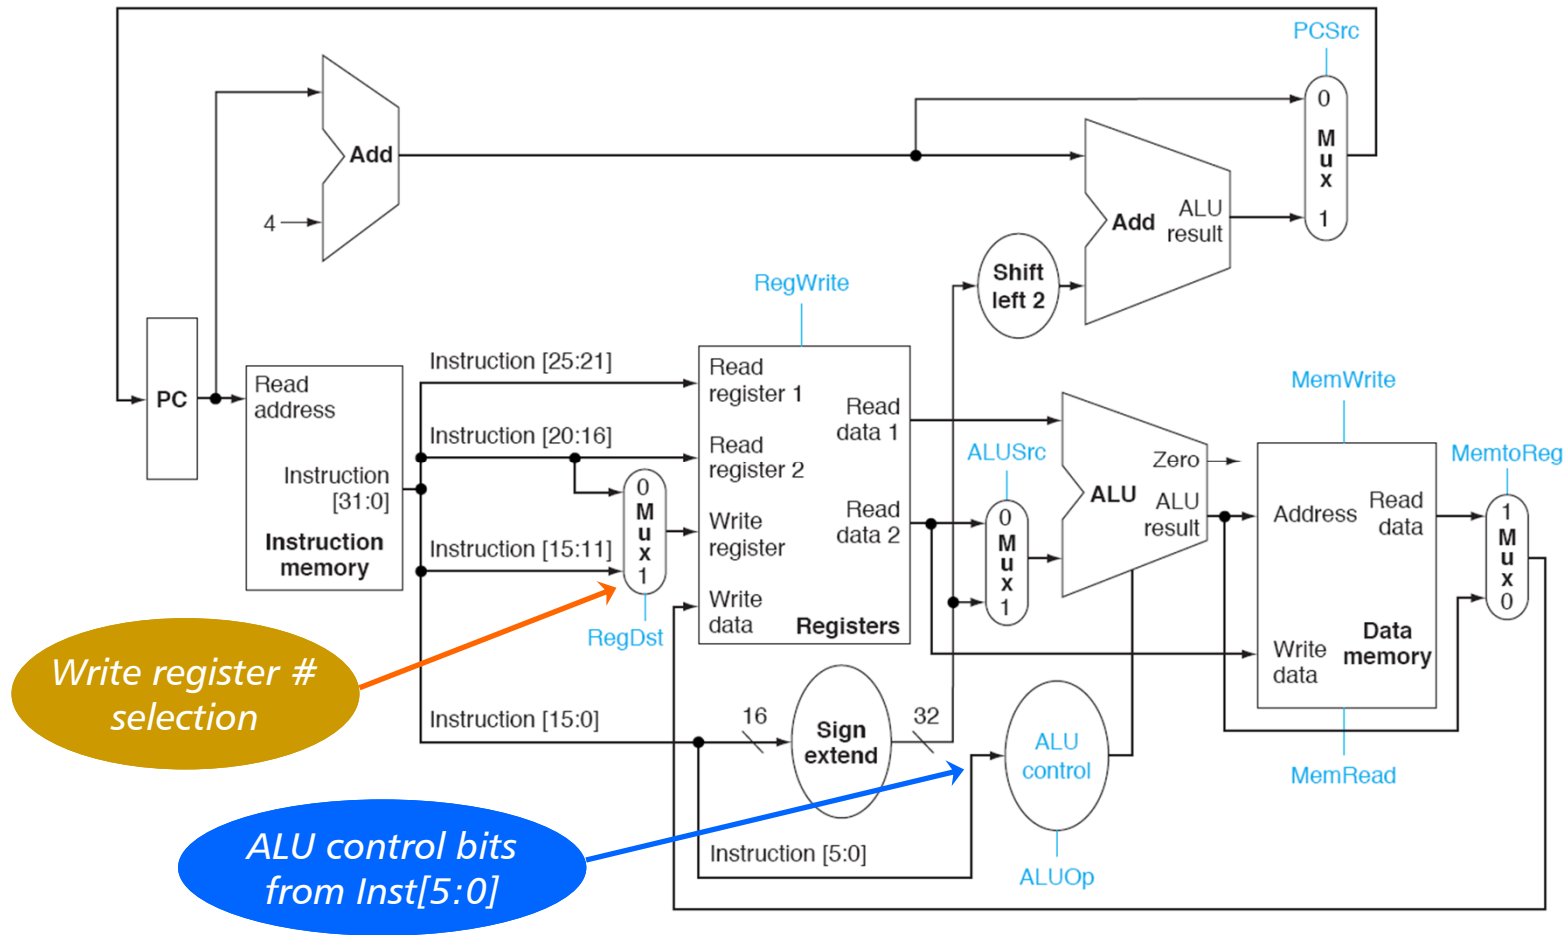 PCSrc
0
M
u
x
1
Add
4
Add
ALU
result
Shift
left 2
RegWrite
PC
Read
address
Instruction
[31:0]
Instruction
memory
Instruction [25:21]
Instruction [20:16]
Instruction [15:11]
Instruction [15:0]
Instruction [5:0]
0
M
u
x
1
RegDst
Read
register 1
Read
register 2
Write
register
Write
data
Read
data 1
Read
data 2
Registers
ALUSrc
0
M
u
x
1
ALU
Zero
ALU
result
MemWrite
Address
Read
data
Write
data
Data
memory
MemRead
MemtoReg
1
M
u
x
0
16
Sign
extend
32
ALU
control
ALUOp
Write register #
selection
ALU control bits
from Inst[5:0]